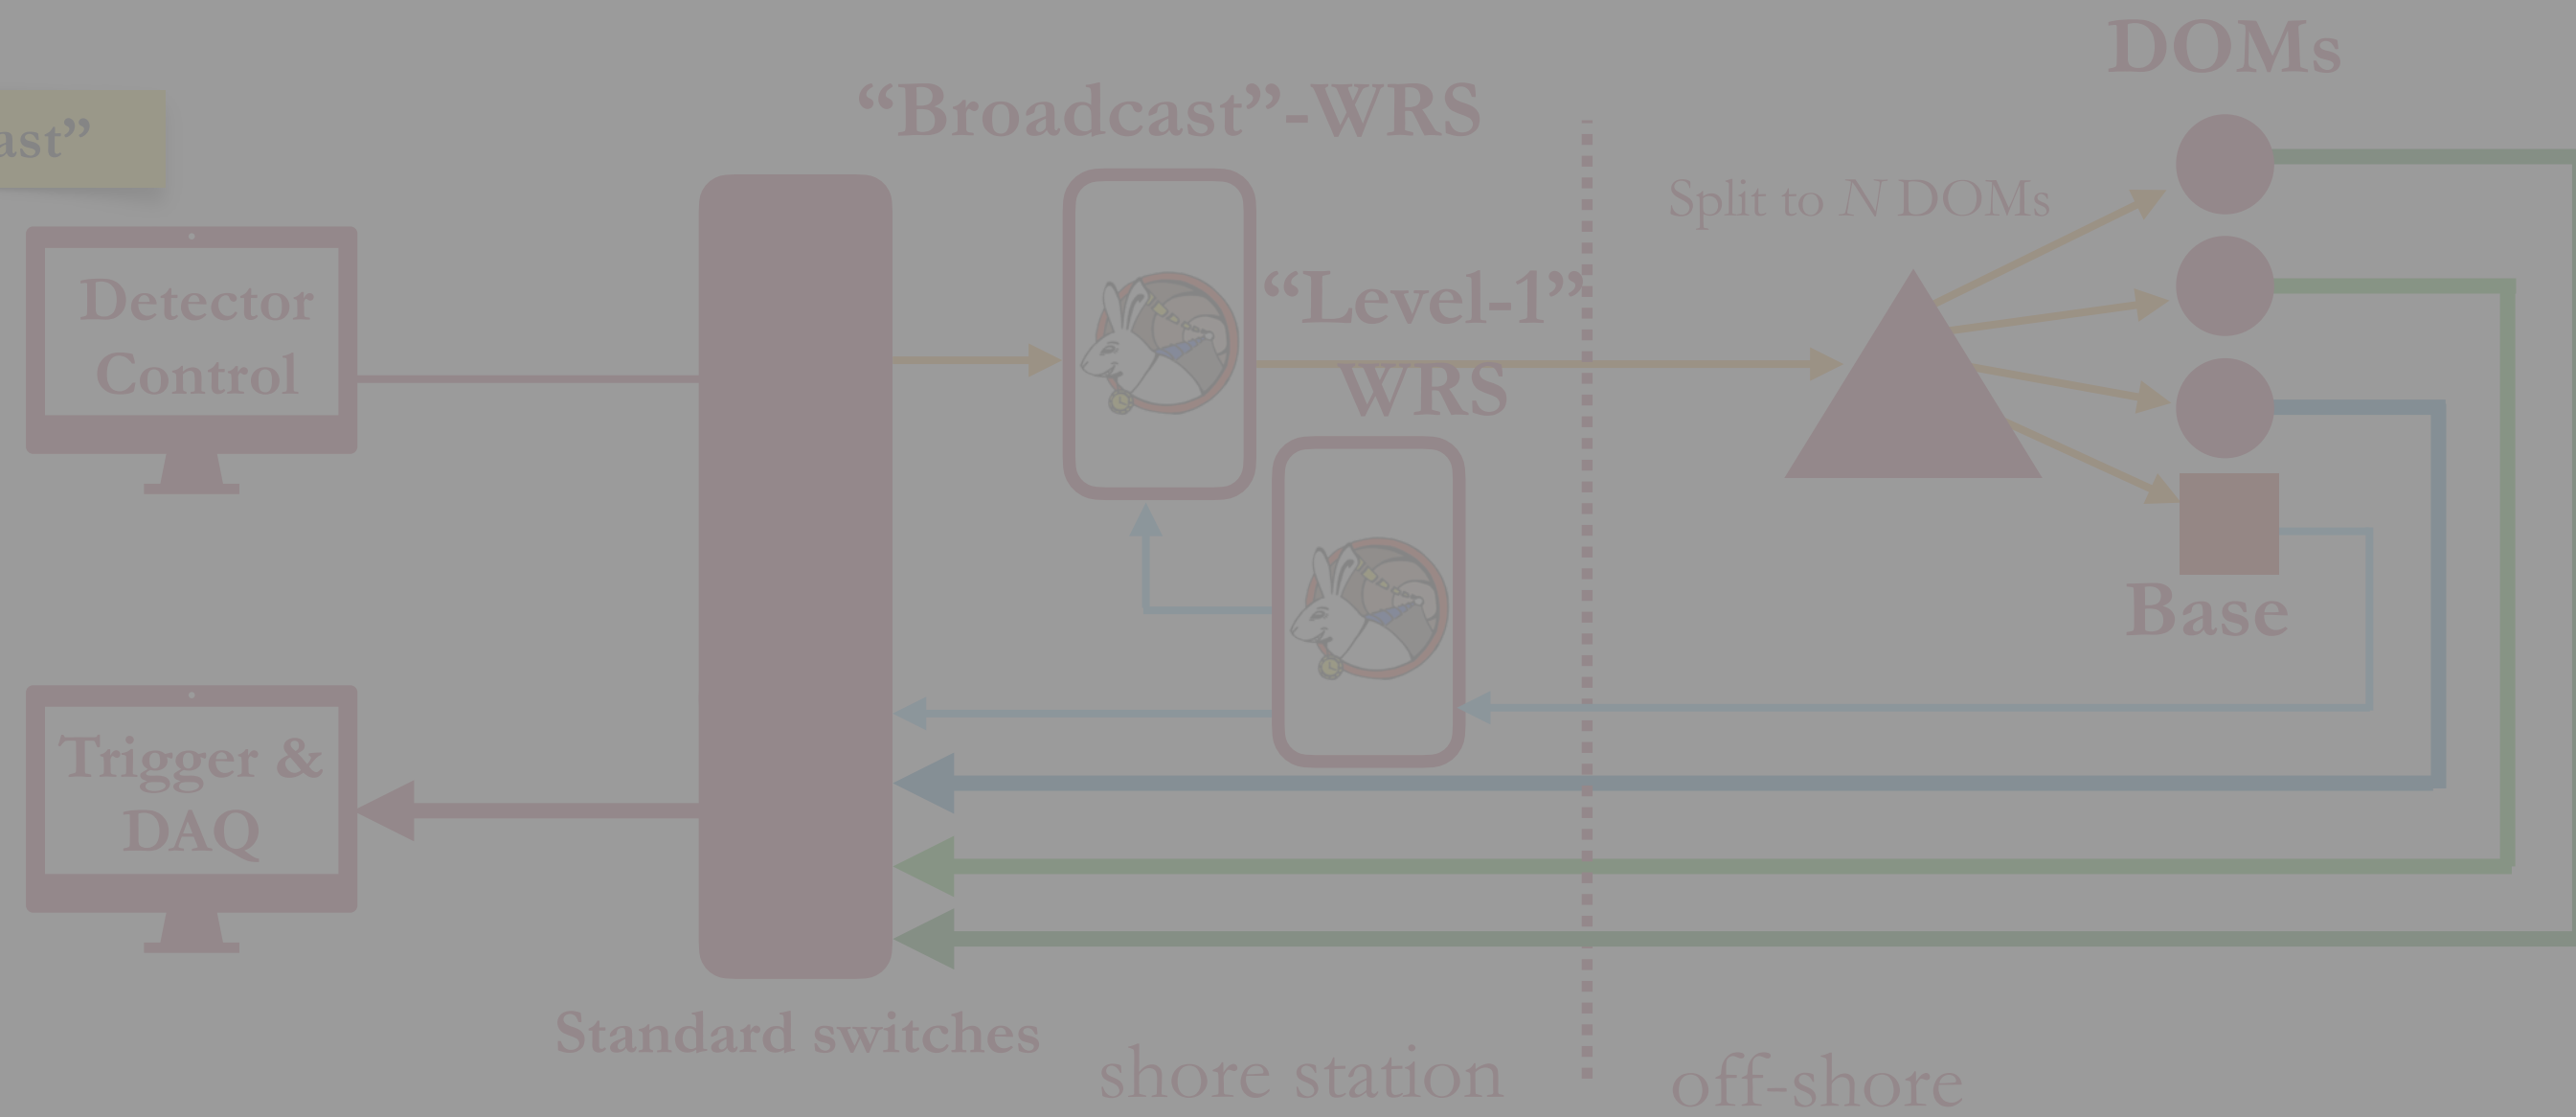 DOMs
“Broadcast”-WRS
ast”
Split to N DOMs
Detector
Control
“Level-1”
WRS
Base
Trigger &
DAQ
Standard switches
shore station
off-shore